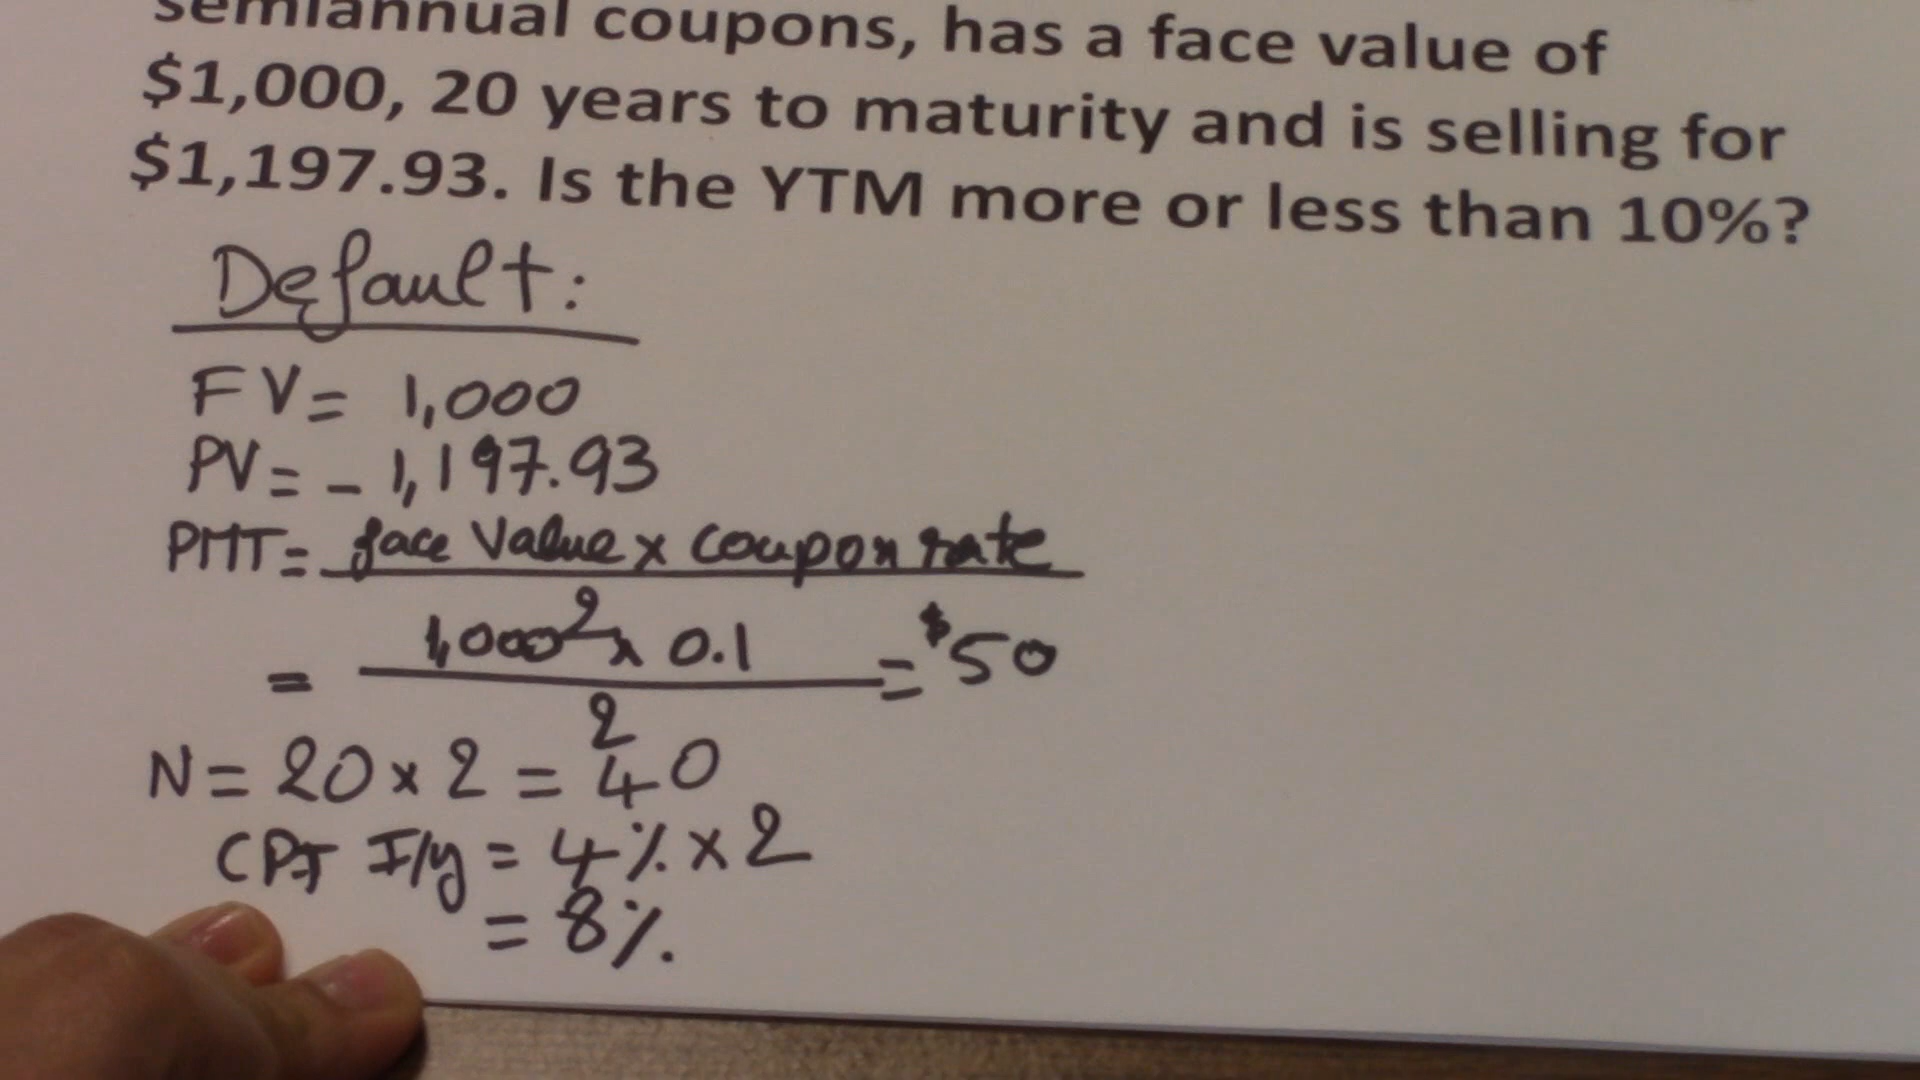 semiannual coupons, has a face value of
$1,000, 20 years to maturity and is selling for
$1,197.93. Is the YTM more or less than 10%?
Default:
FV= 1,000
PV= - 1,197.93
PMT= face Value x coupon rate
2
= 1,000 x 0.1 = $50
2
N= 20 x 2 = 40
CPT I/y = 4% x 2
= 8%.